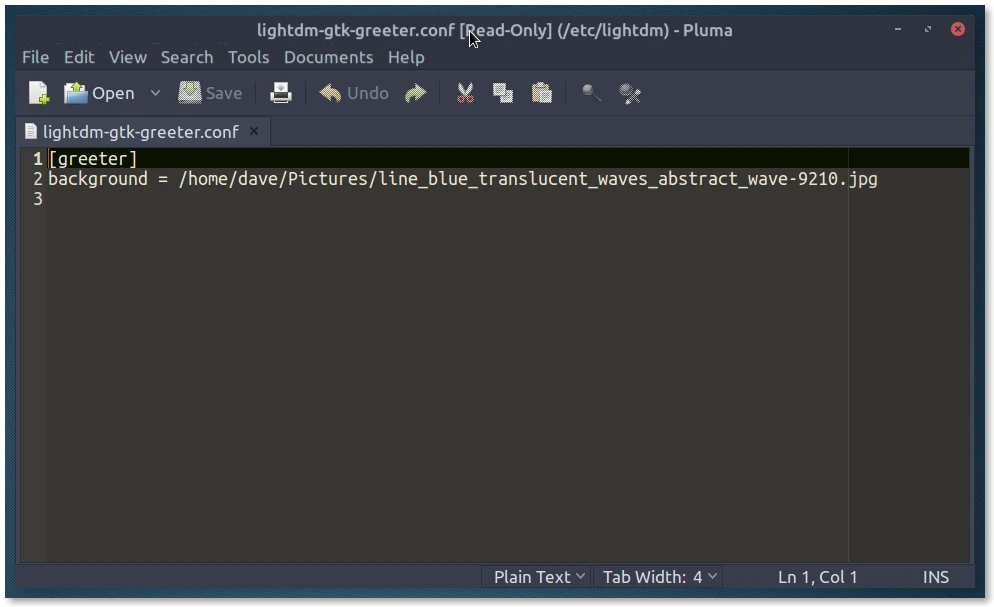 lightdm-gtk-greeter.conf [Read-Only] (/etc/lightdm) - Pluma
File Edit View Search Tools Documents Help
Open Save Undo
lightdm-gtk-greeter.conf
1 [greeter]
2 background = /home/dave/Pictures/line_blue_translucent_waves_abstract_wave-9210.jpg
3
Plain Text Tab Width: 4 Ln 1, Col 1 INS